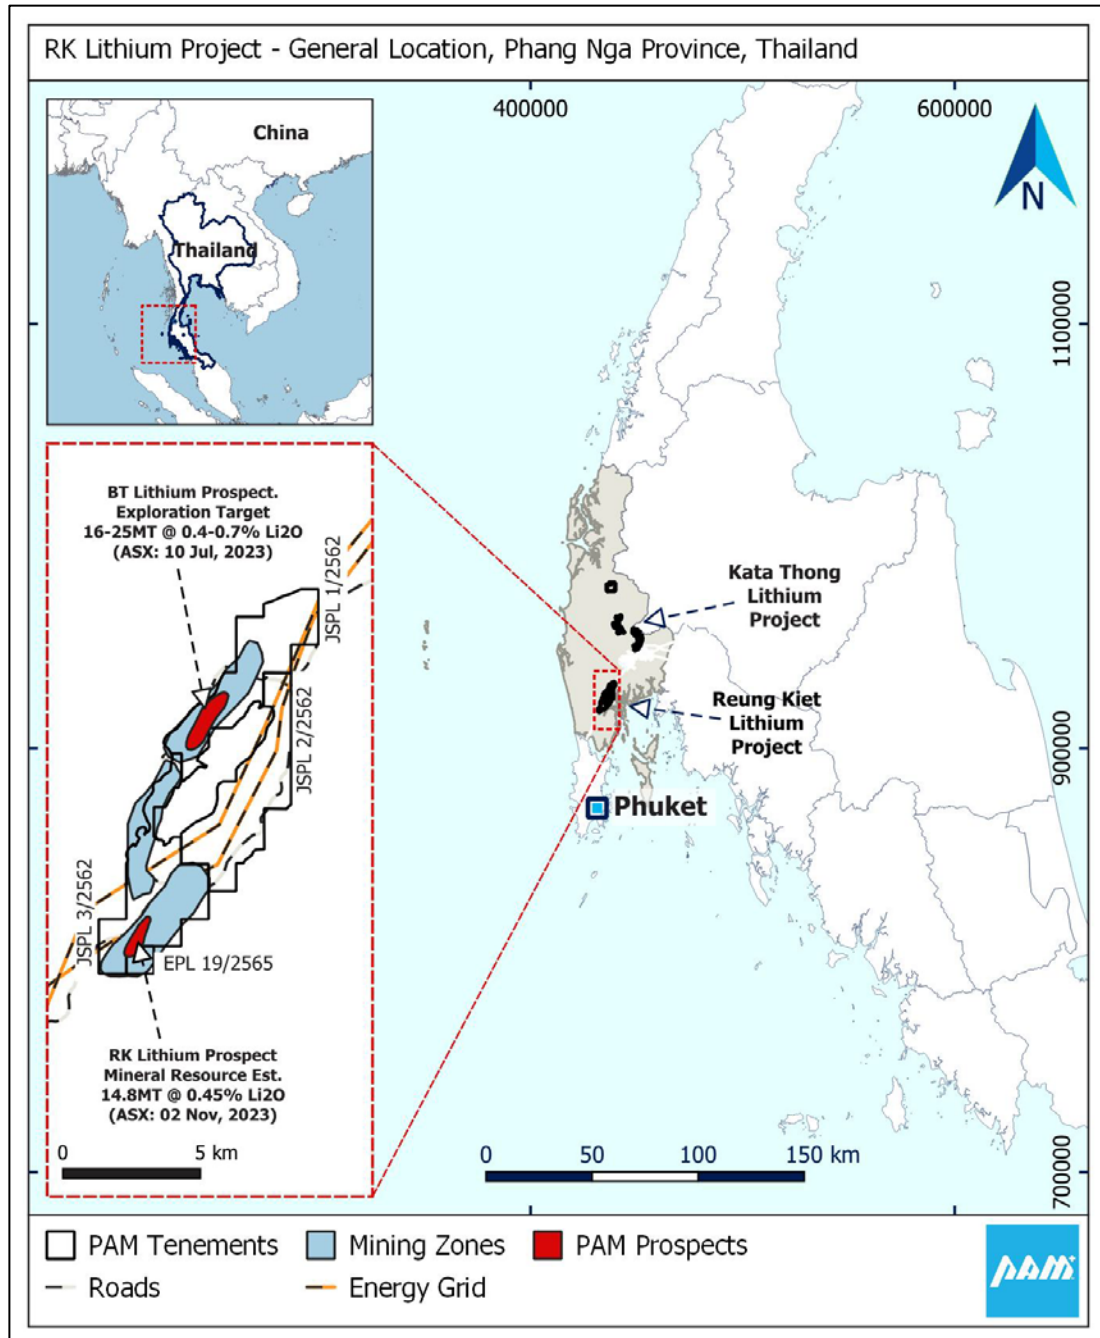 RK Lithium Project - General Location, Phang Nga Province, Thailand
400000
600000
N
China
Thailand
1100000
900000
700000
BT Lithium Prospect.
Exploration Target
16-25MT @ 0.4-0.7% Li2O
(ASX: 10 Jul, 2023)
JSPL 1/2562
JSPL 2/2562
JSPL 3/2562
EPL 19/2565
RK Lithium Prospect
Mineral Resource Est.
14.8MT @ 0.45% Li2O
(ASX: 02 Nov, 2023)
0 5 km
Kata Thong
Lithium
Project
Reung Kiet
Lithium
Project
Phuket
0 50 100 150 km
PAM Tenements Mining Zones PAM Prospects
Roads Energy Grid
PAM